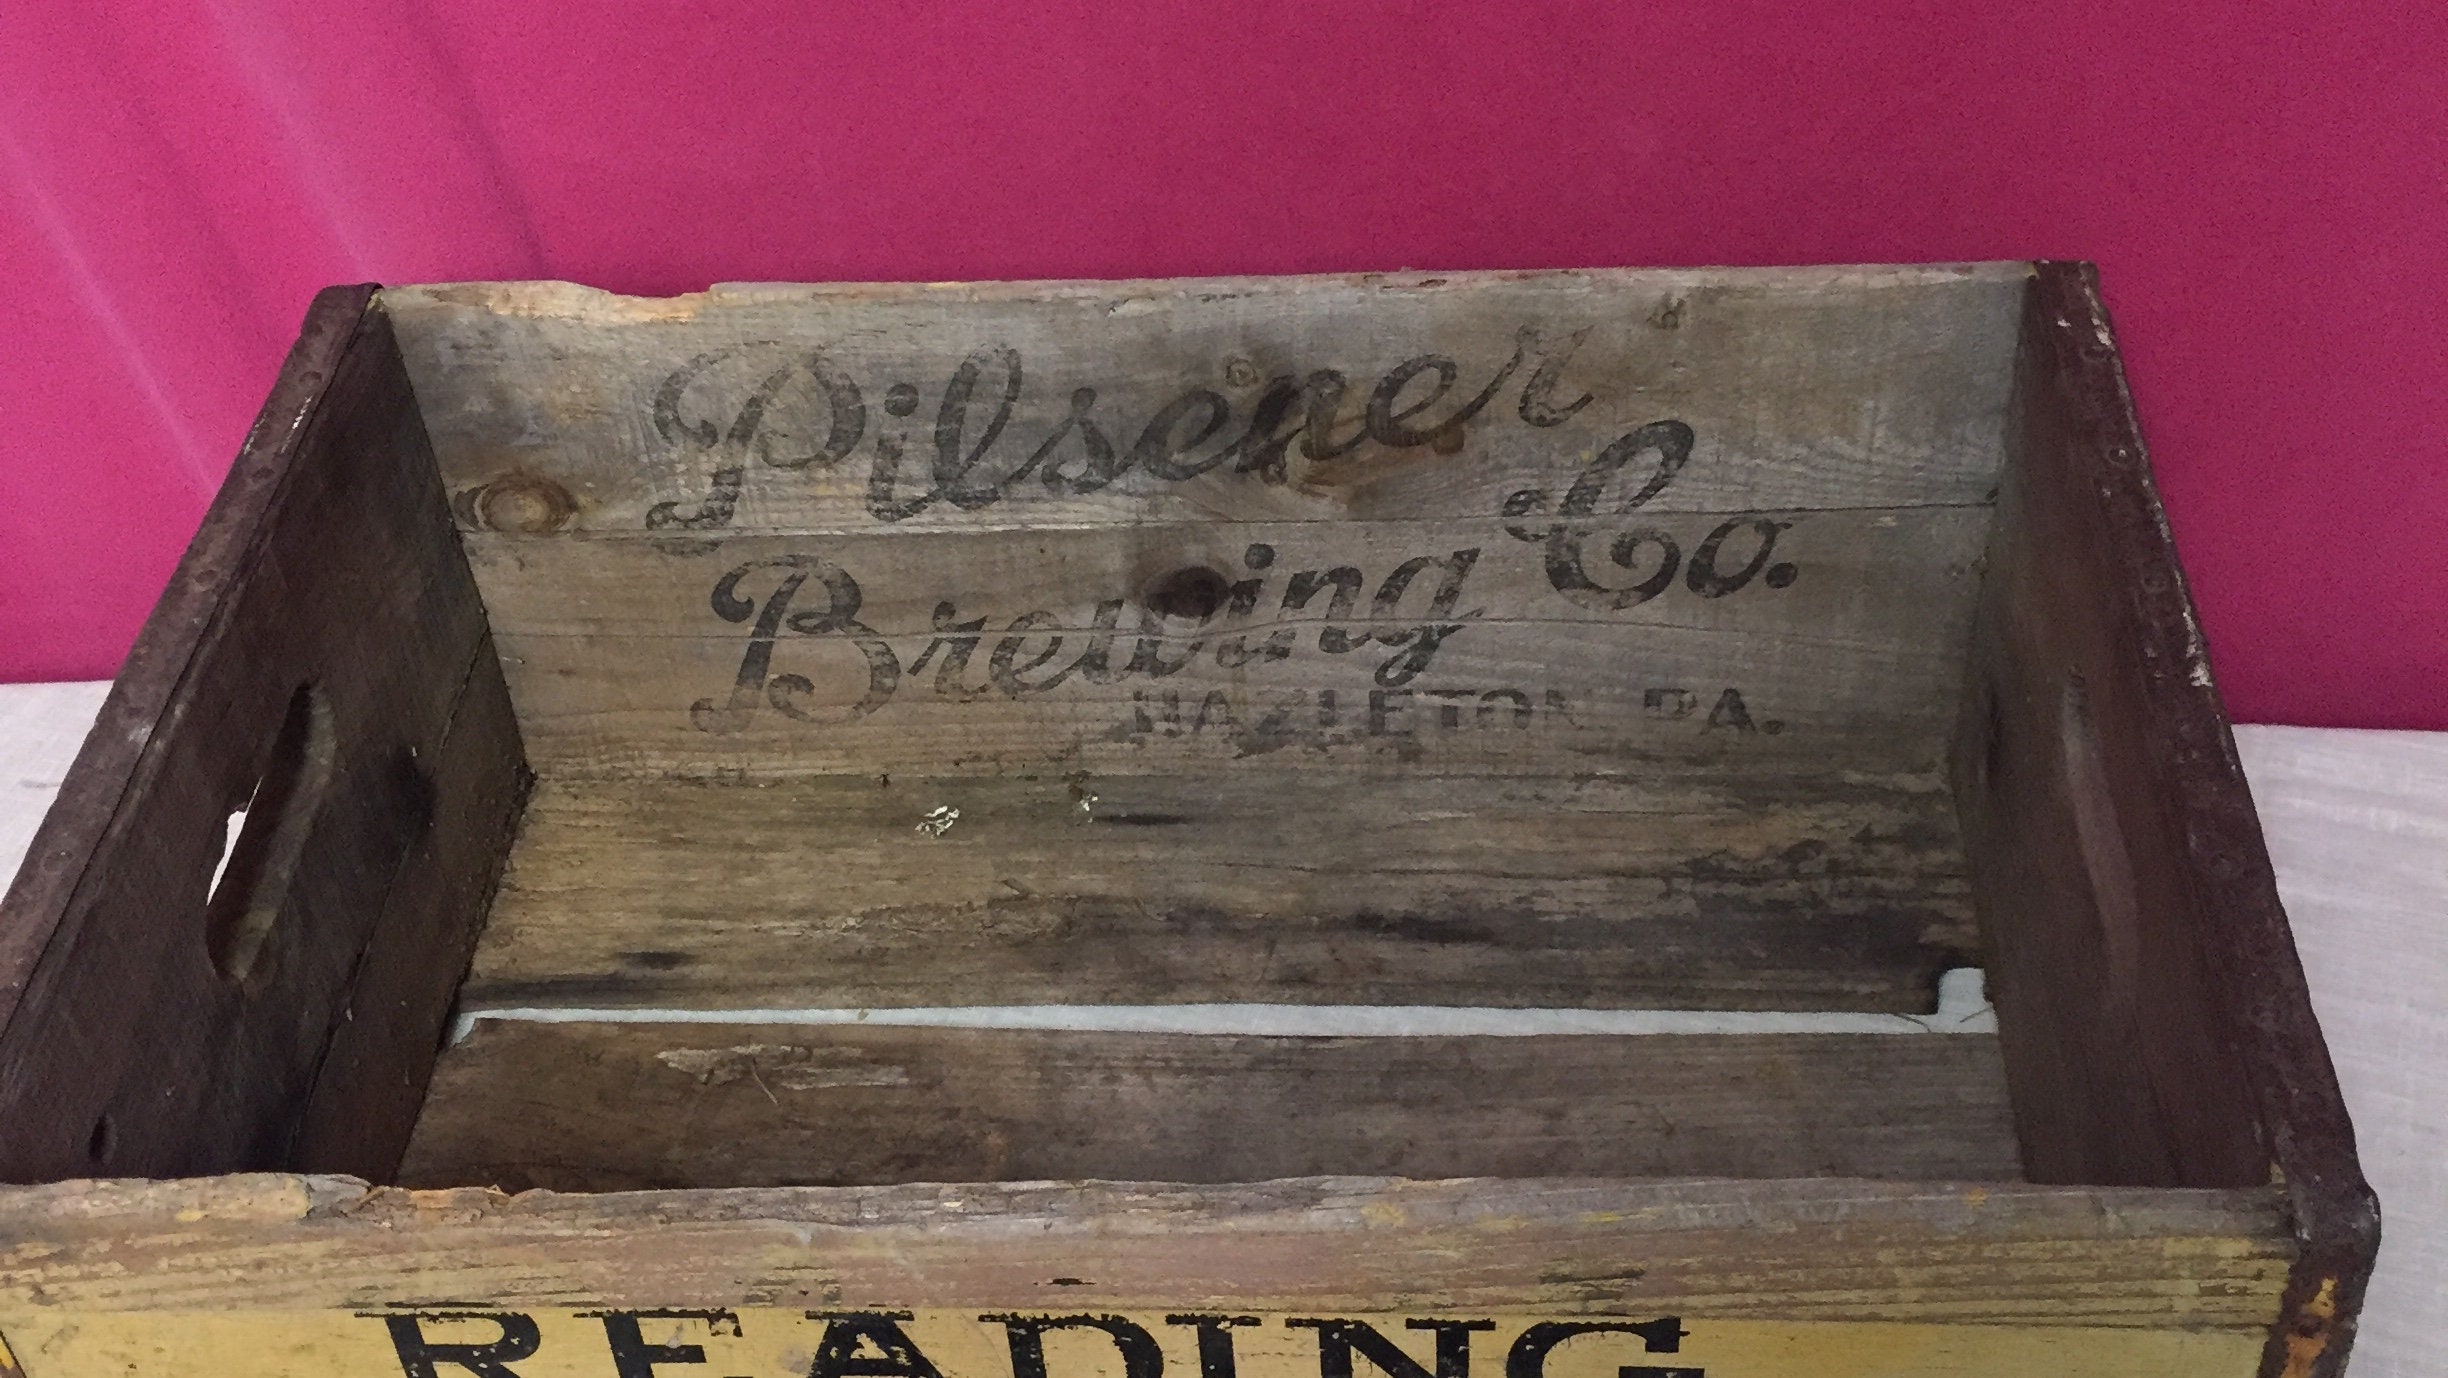 Pilsener
Brewing Co.
HAZLETON PA.
READING